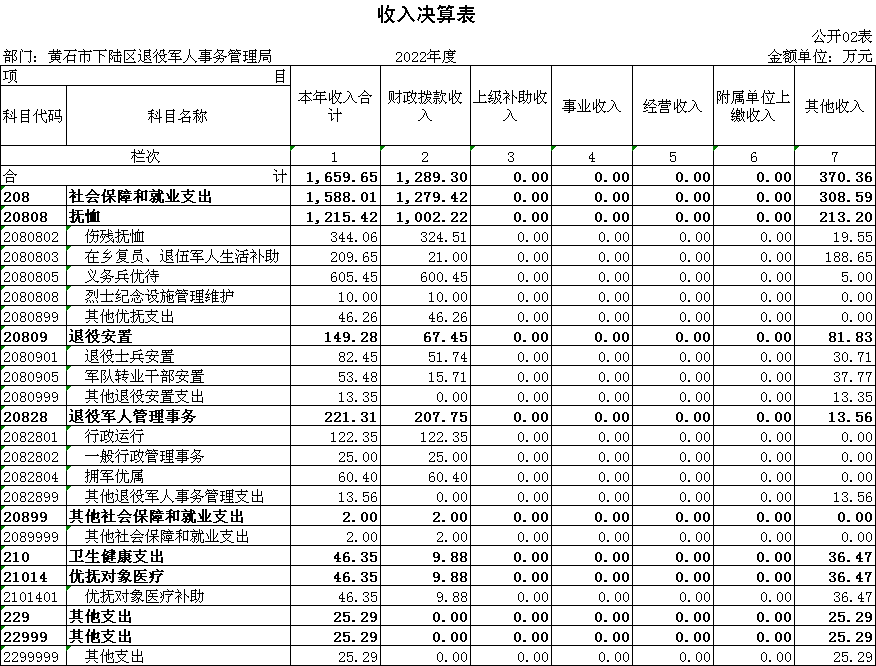 收入决算表
公开02表
部门：黄石市下陆区退役军人事务管理局 2022年度 金额单位：万元
项 目 本年收入合计 财政拨款收入 上级补助收入 事业收入 经营收入 附属单位上缴收入 其他收入
科目代码 科目名称
栏次 1 2 3 4 5 6 7
合 计 1,659.65 1,289.30 0.00 0.00 0.00 0.00 370.36
208 社会保障和就业支出 1,588.01 1,279.42 0.00 0.00 0.00 0.00 308.59
20808 抚恤 1,215.42 1,002.22 0.00 0.00 0.00 0.00 213.20
2080802 伤残抚恤 344.06 324.51 0.00 0.00 0.00 0.00 19.55
2080803 在乡复员、退伍军人生活补助 209.65 21.00 0.00 0.00 0.00 0.00 188.65
2080805 义务兵优待 605.45 600.45 0.00 0.00 0.00 0.00 5.00
2080808 烈士纪念设施管理维护 10.00 10.00 0.00 0.00 0.00 0.00 0.00
2080899 其他优抚支出 46.26 46.26 0.00 0.00 0.00 0.00 0.00
20809 退役安置 149.28 67.45 0.00 0.00 0.00 0.00 81.83
2080901 退役士兵安置 82.45 51.74 0.00 0.00 0.00 0.00 30.71
2080905 军队转业干部安置 53.48 15.71 0.00 0.00 0.00 0.00 37.77
2080999 其他退役安置支出 13.35 0.00 0.00 0.00 0.00 0.00 13.35
20828 退役军人管理事务 221.31 207.75 0.00 0.00 0.00 0.00 13.56
2082801 行政运行 122.35 122.35 0.00 0.00 0.00 0.00 0.00
2082802 一般行政管理事务 25.00 25.00 0.00 0.00 0.00 0.00 0.00
2082804 拥军优属 60.40 60.40 0.00 0.00 0.00 0.00 0.00
2082899 其他退役军人事务管理支出 13.56 0.00 0.00 0.00 0.00 0.00 13.56
20899 其他社会保障和就业支出 2.00 2.00 0.00 0.00 0.00 0.00 0.00
2089999 其他社会保障和就业支出 2.00 2.00 0.00 0.00 0.00 0.00 0.00
210 卫生健康支出 46.35 9.88 0.00 0.00 0.00 0.00 36.47
21014 优抚对象医疗 46.35 9.88 0.00 0.00 0.00 0.00 36.47
2101401 优抚对象医疗补助 46.35 9.88 0.00 0.00 0.00 0.00 36.47
229 其他支出 25.29 0.00 0.00 0.00 0.00 0.00 25.29
22999 其他支出 25.29 0.00 0.00 0.00 0.00 0.00 25.29
2299999 其他支出 25.29 0.00 0.00 0.00 0.00 0.00 25.29